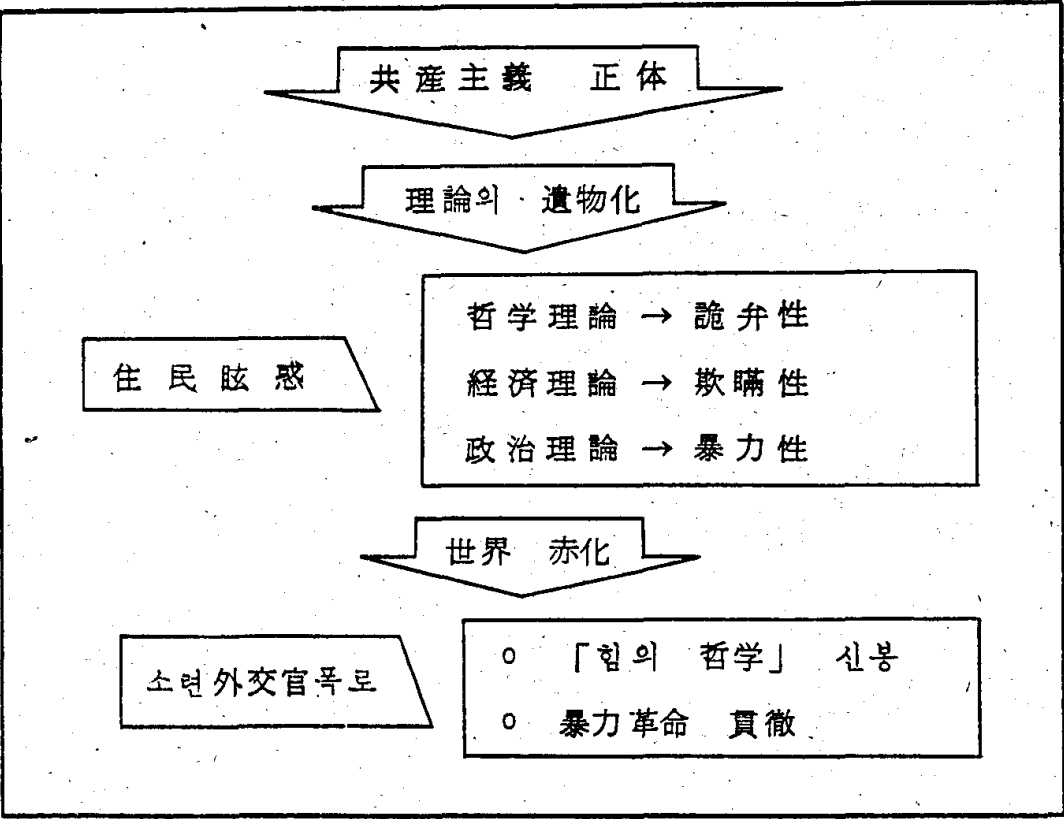 共産主義 正体
理論의 遺物化
住民眩惑
哲学理論 → 詭弁性
経済理論 → 欺瞞性
政治理論 → 暴力性
世界 赤化
소련外交官폭로
o 「힘의 哲学」 신봉
o 暴力革命 貫徹